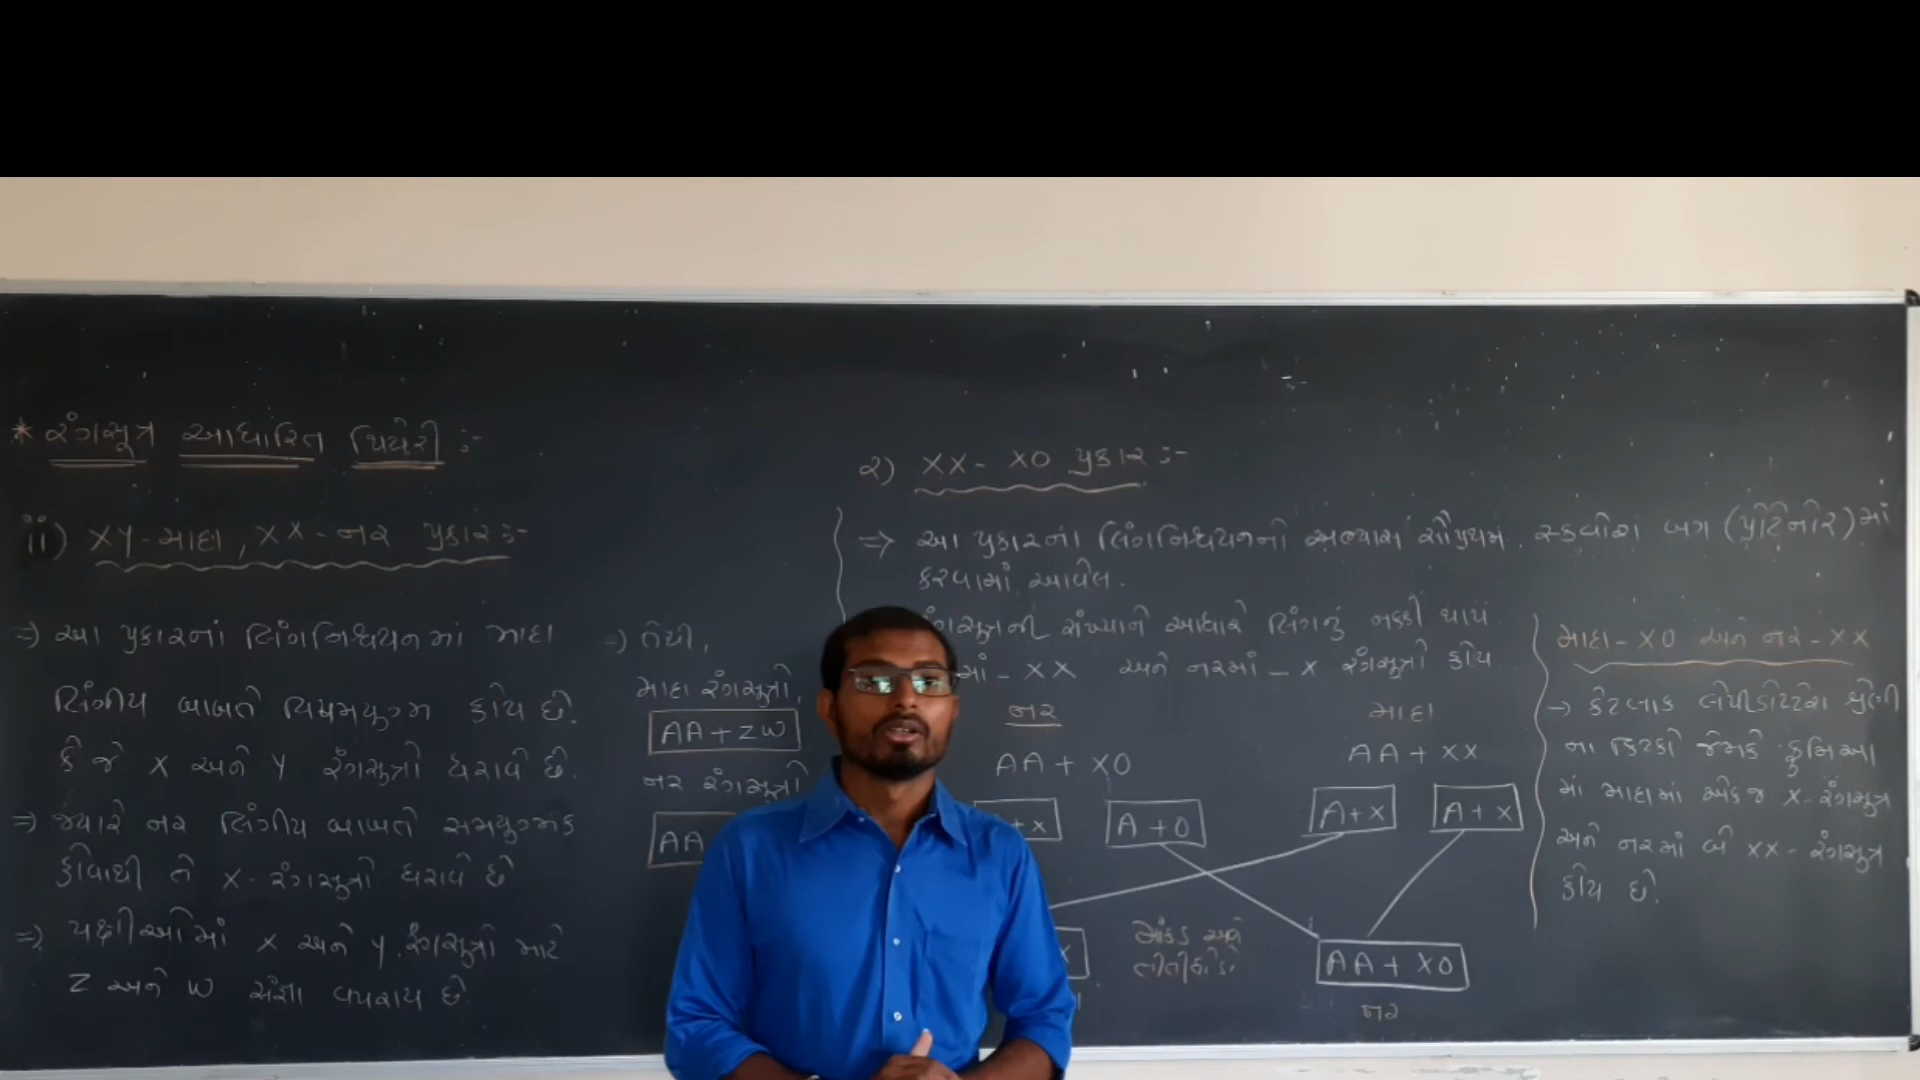 * રંગસૂત્ર આધારિત થિયેરી :-
ii) XY-માદા, XX-નર પ્રકાર:-
=> આ પ્રકારનાં લિંગનિશ્ચયનમાં માદા
લિંગીય બાબતે વિષમયુગ્મ હોય છે.
કે જે X અને Y રંગસૂત્રો ધરાવે છે.
=> જ્યારે નર લિંગીય બાબતે સમયુગ્મક
હોવાથી તે X-રંગસૂત્રો ધરાવે છે
=> પક્ષીઓમાં X અને Y રંગસૂત્રો માટે
Z અને W સંજ્ઞા વપરાય છે.
=> તેથી,
માદા રંગસૂત્રો,
AA+ZW
નર રંગસૂત્રો
AA
૨) XX- XO પ્રકાર:-
=> આ પ્રકારનાં લિંગનિશ્ચયનનો અભ્યાસ સૌપ્રથમ સ્કવોશ બગ (પ્રોટિનોર)માં
કરવામાં આવેલ.
સંખ્યાને આધારે લિંગનું નક્કી થાય
માં - XX અને નરમાં - X રંગસૂત્રો હોય
નર માદા
AA + XO AA + XX
+X A+O A+X A+X
માંકડ અને
તીતીઘોડો
AA + XO
નર
માદા-XO અને નર-XX
-> કેટલાક લેપીડોપ્ટેરા શ્રેણી
ના કિટકો જેમકે ફુમિઆ
માં માદામાં એક જ X-રંગસૂત્ર
અને નરમાં બે XX-રંગસૂત્ર
હોય છે.